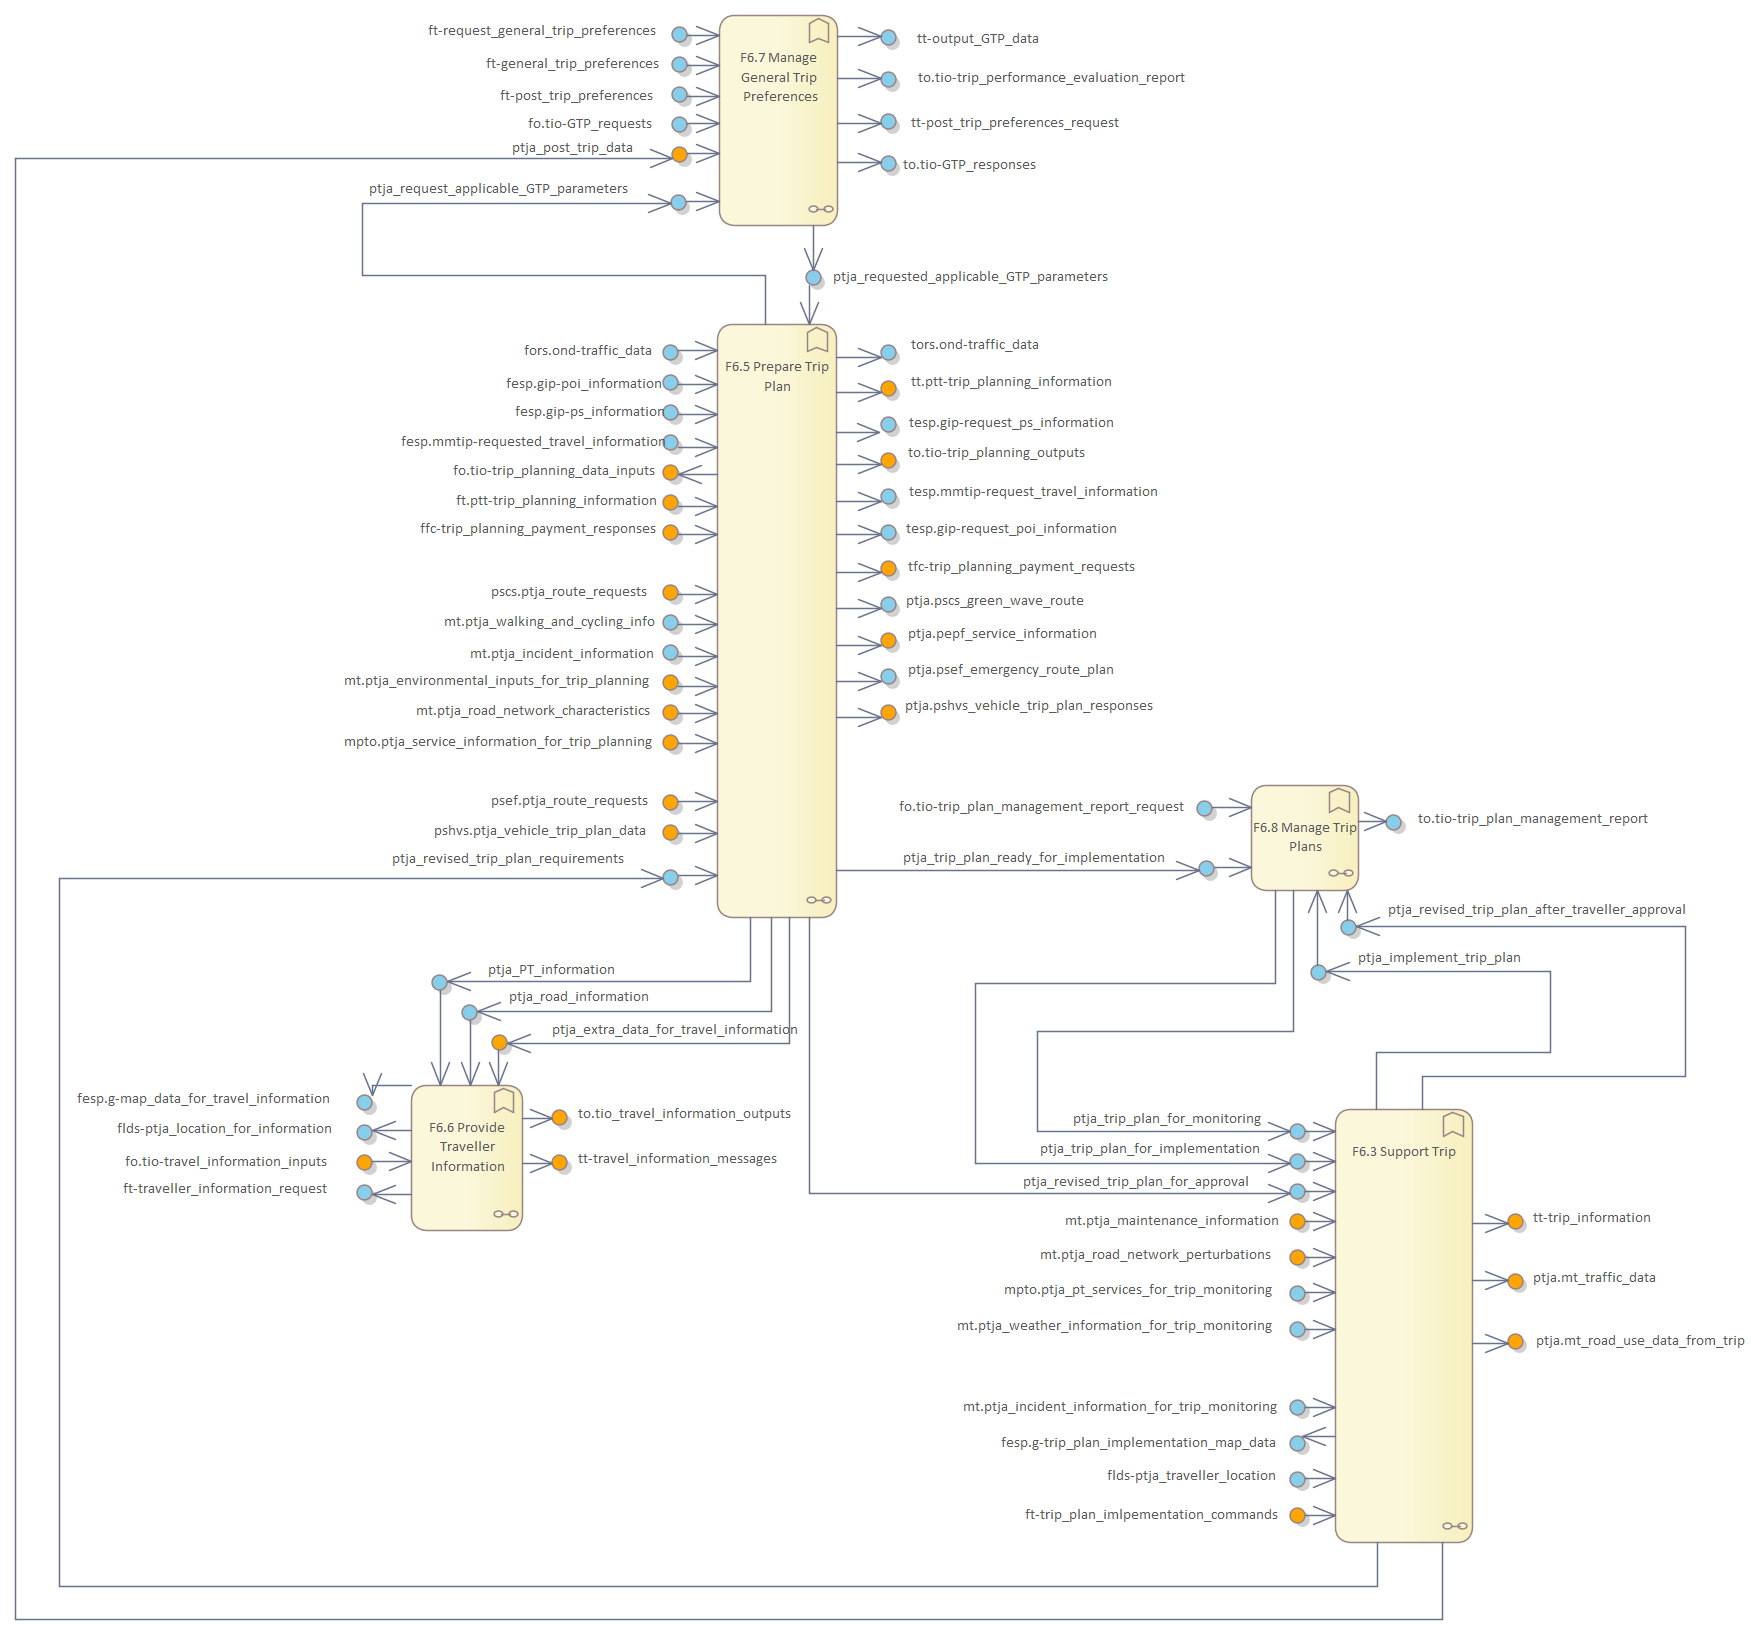 ft-request_general_trip_preferences
ft-general_trip_preferences
ft-post_trip_preferences
fo.tio-GTP_requests
ptja_post_trip_data
ptja_request_applicable_GTP_parameters
F6.7 Manage
General Trip
Preferences
tt-output_GTP_data
to.tio-trip_performance_evaluation_report
tt-post_trip_preferences_request
to.tio-GTP_responses
ptja_requested_applicable_GTP_parameters
fors.ond-traffic_data
fesp.gip-poi_information
fesp.gip-ps_information
fesp.mmtip-requested_travel_information
fo.tio-trip_planning_data_inputs
ft.ptt-trip_planning_information
ffc-trip_planning_payment_responses
pscs.ptja_route_requests
mt.ptja_walking_and_cycling_info
mt.ptja_incident_information
mt.ptja_environmental_inputs_for_trip_planning
mt.ptja_road_network_characteristics
mpto.ptja_service_information_for_trip_planning
psef.ptja_route_requests
pshvs.ptja_vehicle_trip_plan_data
ptja_revised_trip_plan_requirements
F6.5 Prepare Trip
Plan
tors.ond-traffic_data
tt.ptt-trip_planning_information
tesp.gip-request_ps_information
to.tio-trip_planning_outputs
tesp.mmtip-request_travel_information
tesp.gip-request_poi_information
tfc-trip_planning_payment_requests
ptja.pscs_green_wave_route
ptja.pepf_service_information
ptja.psef_emergency_route_plan
ptja.pshvs_vehicle_trip_plan_responses
fo.tio-trip_plan_management_report_request
ptja_trip_plan_ready_for_implementation
F6.8 Manage Trip
Plans
to.tio-trip_plan_management_report
ptja_revised_trip_plan_after_traveller_approval
ptja_implement_trip_plan
ptja_PT_information
ptja_road_information
ptja_extra_data_for_travel_information
fesp.g-map_data_for_travel_information
flds-ptja_location_for_information
fo.tio-travel_information_inputs
ft-traveller_information_request
F6.6 Provide
Traveller
Information
to.tio_travel_information_outputs
tt-travel_information_messages
ptja_trip_plan_for_monitoring
ptja_trip_plan_for_implementation
ptja_revised_trip_plan_for_approval
mt.ptja_maintenance_information
mt.ptja_road_network_perturbations
mpto.ptja_pt_services_for_trip_monitoring
mt.ptja_weather_information_for_trip_monitoring
mt.ptja_incident_information_for_trip_monitoring
fesp.g-trip_plan_implementation_map_data
flds-ptja_traveller_location
ft-trip_plan_imlpementation_commands
F6.3 Support Trip
tt-trip_information
ptja.mt_traffic_data
ptja.mt_road_use_data_from_trip